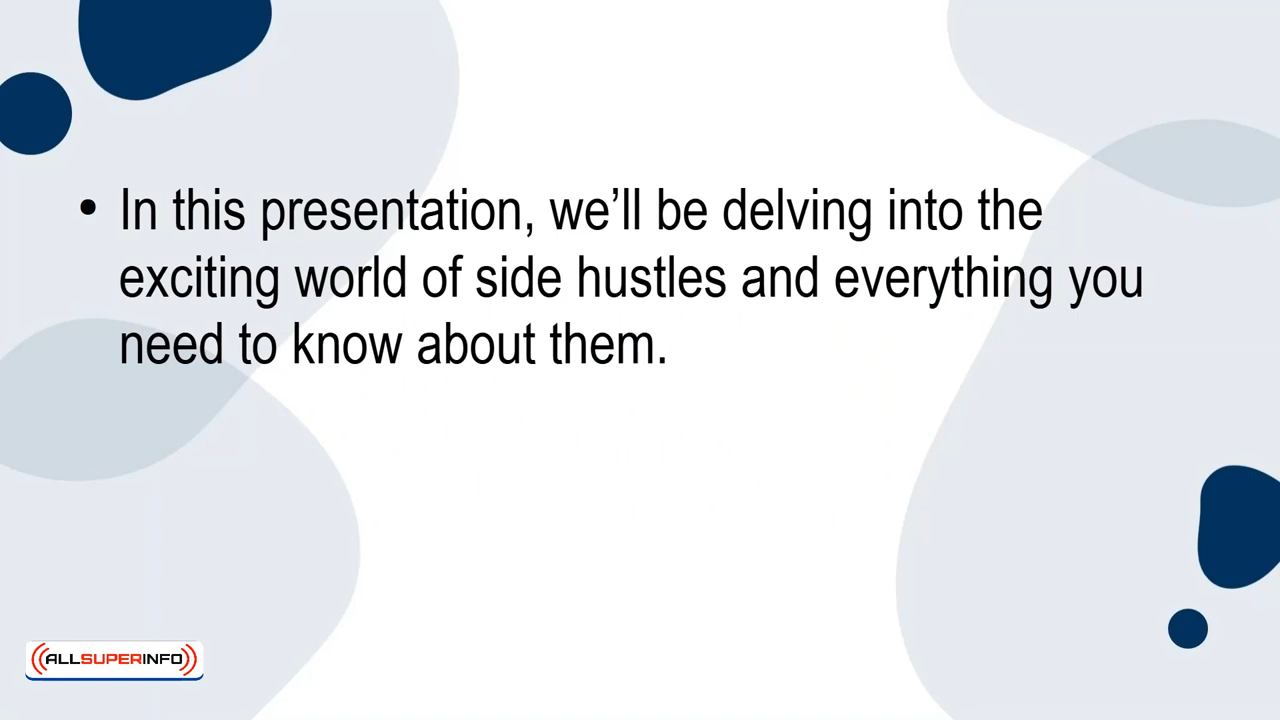 • In this presentation, we’ll be delving into the
exciting world of side hustles and everything you
need to know about them.
ALLSUPERINFO